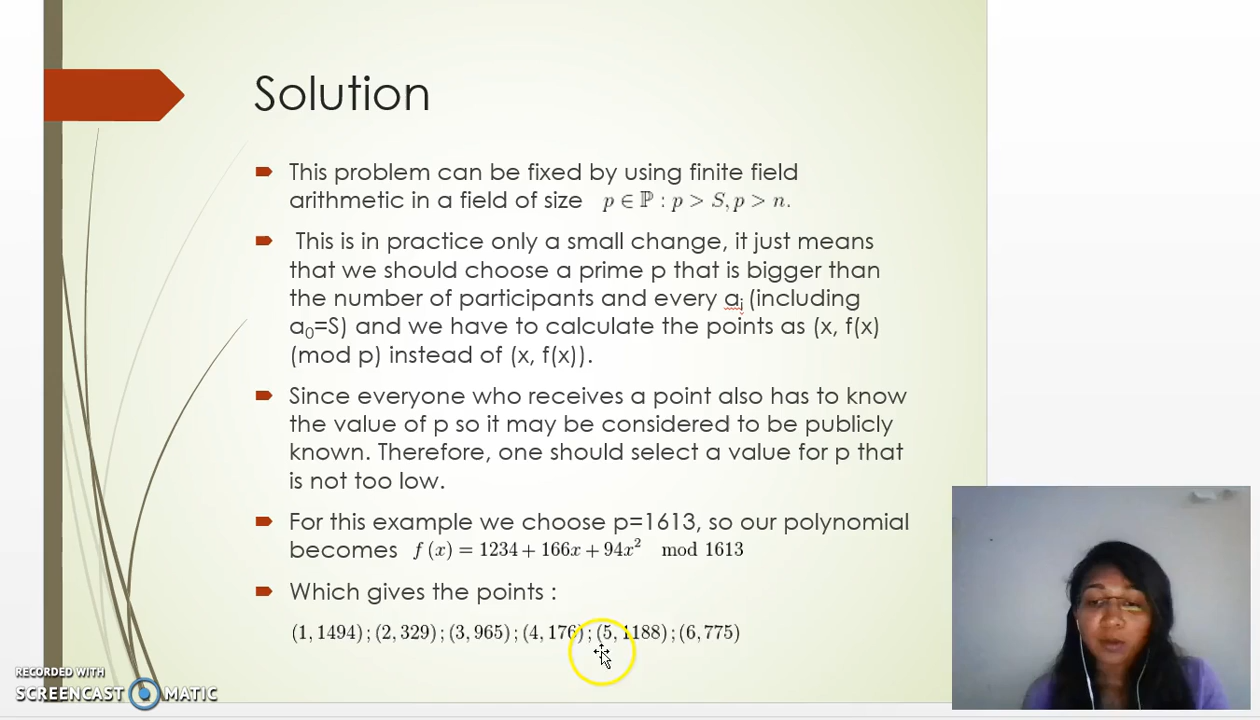 Solution
This problem can be fixed by using finite field
arithmetic in a field of size p ∈ ℙ : p > S, p > n.
This is in practice only a small change, it just means
that we should choose a prime p that is bigger than
the number of participants and every aᵢ (including
a₀=S) and we have to calculate the points as (x, f(x)
(mod p) instead of (x, f(x)).
Since everyone who receives a point also has to know
the value of p so it may be considered to be publicly
known. Therefore, one should select a value for p that
is not too low.
For this example we choose p=1613, so our polynomial
becomes f (x) = 1234 + 166x + 94x² mod 1613
Which gives the points :
(1, 1494) ; (2, 329) ; (3, 965) ; (4, 176) ; (5, 1188) ; (6, 775)
RECORDED WITH
SCREENCAST MATIC